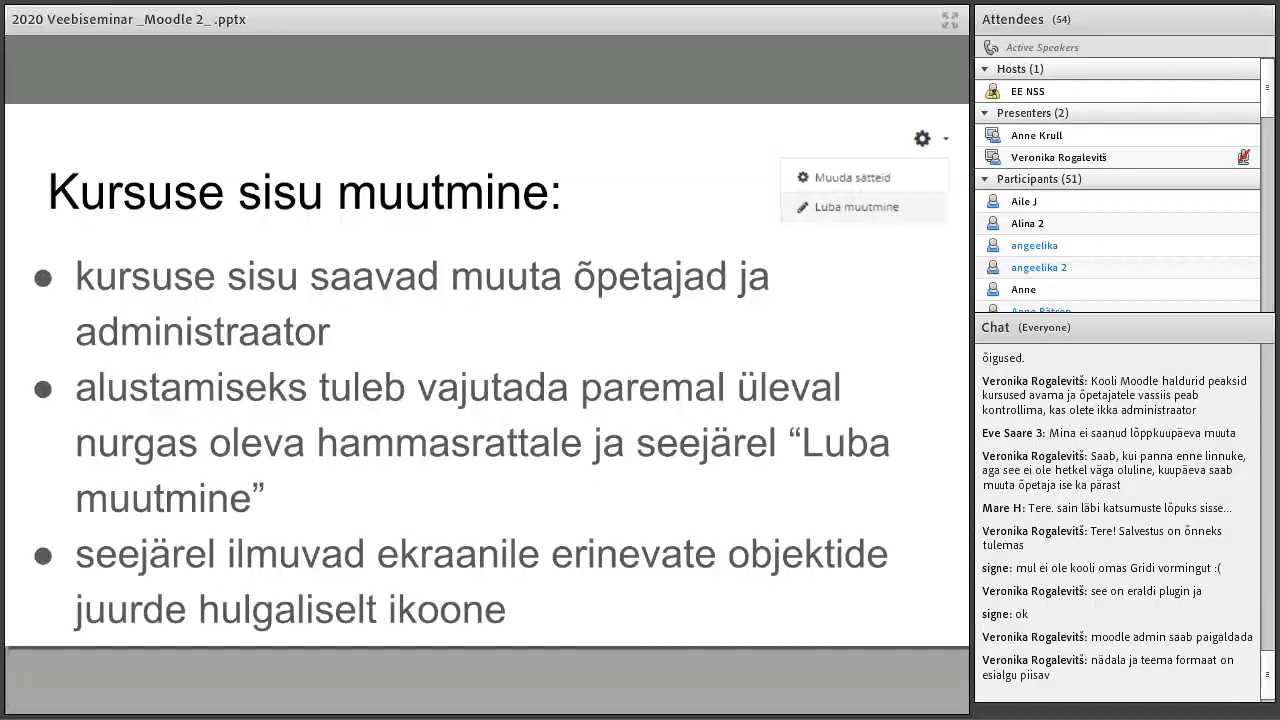 2020 Veebiseminar _Moodle 2_ .pptx
Muuda sätteid
Luba muutmine
Kursuse sisu muutmine:
● kursuse sisu saavad muuta õpetajad ja
administraator
● alustamiseks tuleb vajutada paremal üleval
nurgas oleva hammasrattale ja seejärel “Luba
muutmine”
● seejärel ilmuvad ekraanile erinevate objektide
juurde hulgaliselt ikoone
Attendees (54)
Active Speakers
Hosts (1)
EE NSS
Presenters (2)
Anne Krull
Veronika Rogalevitš
Participants (51)
Aile J
Alina 2
angeelika
angeelika 2
Anne
Anne Rätsep
Chat (Everyone)
õigused.
Veronika Rogalevitš: Kooli Moodle haldurid peaksid
kursused avama ja õpetajatele vassiis peab
kontrollima, kas olete ikka administraator
Eve Saare 3: Mina ei saanud lõppkuupäeva muuta
Veronika Rogalevitš: Saab, kui panna enne linnuke,
aga see ei ole hetkel väga oluline, kuupäeva saab
muuta õpetaja ise ka pärast
Mare H: Tere. sain läbi katsumuste lõpuks sisse...
Veronika Rogalevitš: Tere! Salvestus on õnneks
tulemas
signe: mul ei ole kooli omas Gridi vormingut :(
Veronika Rogalevitš: see on eraldi plugin ja
signe: ok
Veronika Rogalevitš: moodle admin saab paigaldada
Veronika Rogalevitš: nädala ja teema formaat on
esialgu piisav